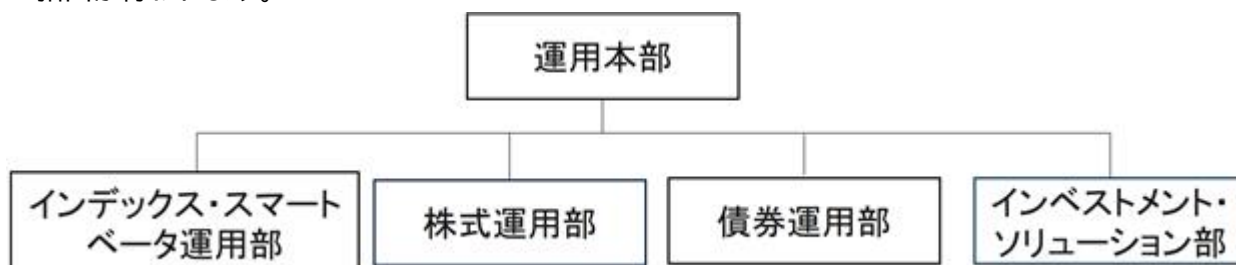 運用本部
インデックス・スマート
ベータ運用部
株式運用部
債券運用部
インベストメント・
ソリューション部